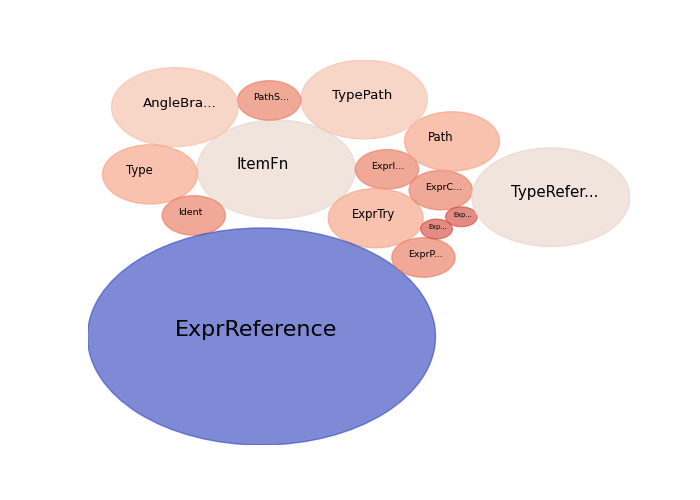 AngleBra...
PathS...
TypePath
Path
ItemFn
Type
ExprI...
ExprC...
TypeRefer...
Ident
ExprTry
Exp...
Exp...
ExprP...
ExprReference